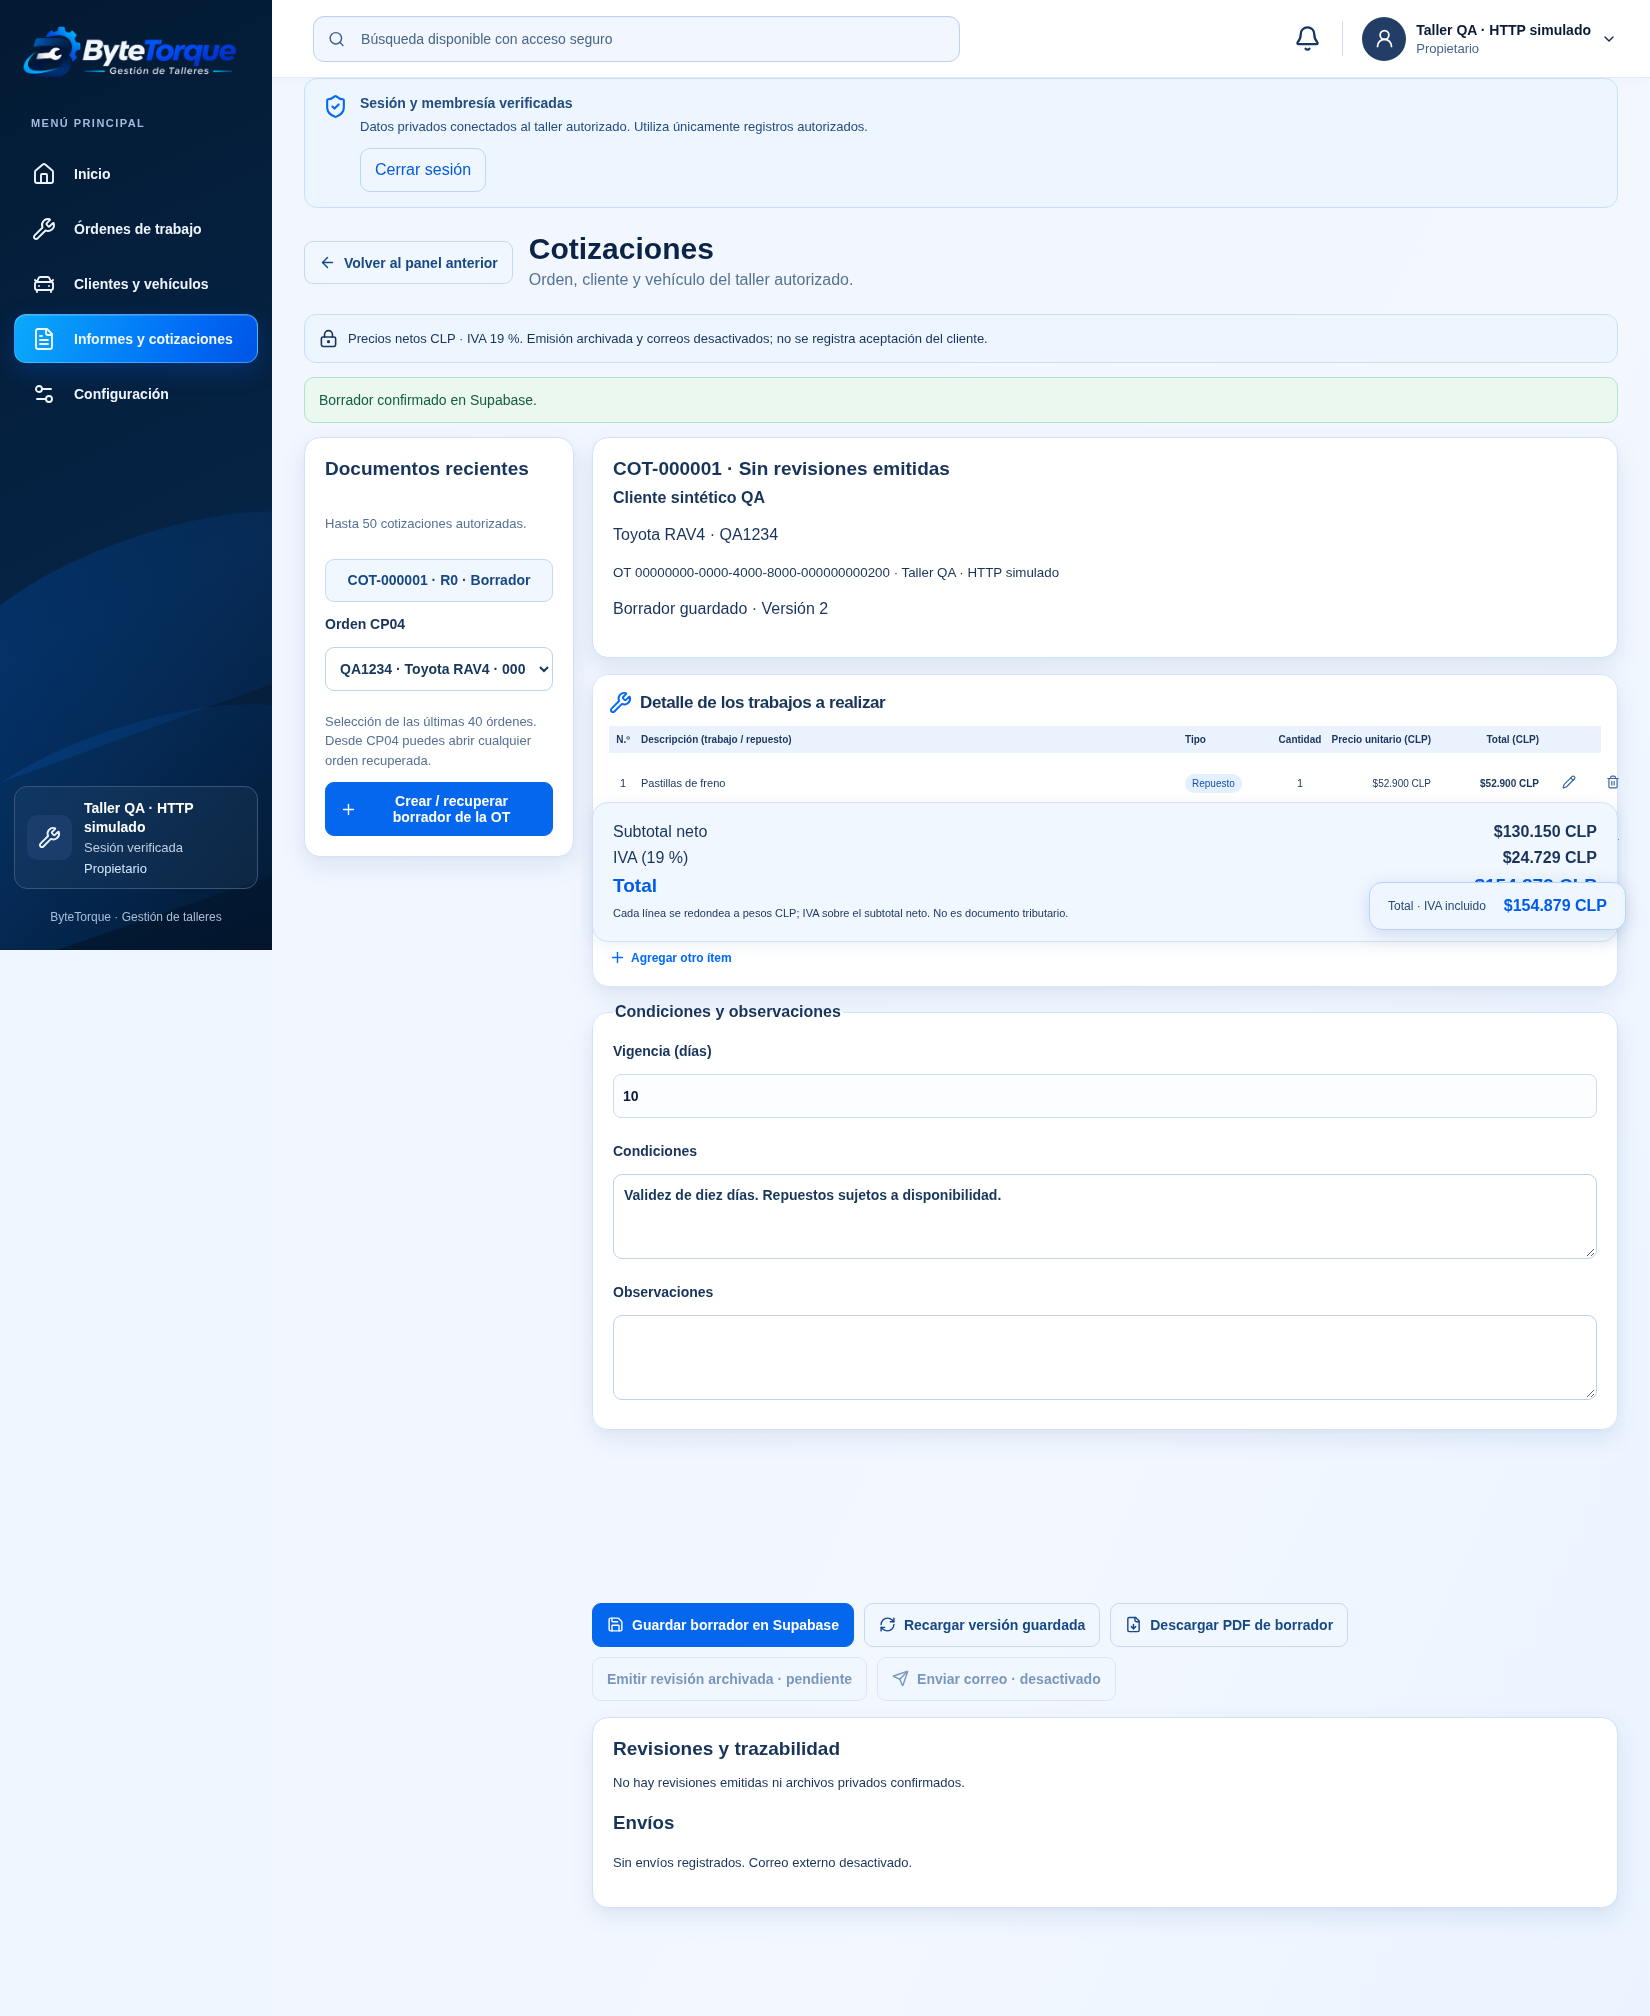 ByteTorque
Gestión de Talleres
MENÚ PRINCIPAL
Inicio
Órdenes de trabajo
Clientes y vehículos
Informes y cotizaciones
Configuración
Taller QA · HTTP
simulado
Sesión verificada
Propietario
ByteTorque · Gestión de talleres
Búsqueda disponible con acceso seguro
Taller QA · HTTP simulado
Propietario
Sesión y membresía verificadas
Datos privados conectados al taller autorizado. Utiliza únicamente registros autorizados.
Cerrar sesión
Volver al panel anterior
Cotizaciones
Orden, cliente y vehículo del taller autorizado.
Precios netos CLP · IVA 19 %. Emisión archivada y correos desactivados; no se registra aceptación del cliente.
Borrador confirmado en Supabase.
Documentos recientes
Hasta 50 cotizaciones autorizadas.
COT-000001 · R0 · Borrador
Orden CP04
QA1234 · Toyota RAV4 · 000
Selección de las últimas 40 órdenes.
Desde CP04 puedes abrir cualquier
orden recuperada.
Crear / recuperar
borrador de la OT
COT-000001 · Sin revisiones emitidas
Cliente sintético QA
Toyota RAV4 · QA1234
OT 00000000-0000-4000-8000-000000000200 · Taller QA · HTTP simulado
Borrador guardado · Versión 2
Detalle de los trabajos a realizar
N.º Descripción (trabajo / repuesto) Tipo Cantidad Precio unitario (CLP) Total (CLP)
1 Pastillas de freno Repuesto 1 $52.900 CLP $52.900 CLP
Subtotal neto $130.150 CLP
IVA (19 %) $24.729 CLP
Total
Cada línea se redondea a pesos CLP; IVA sobre el subtotal neto. No es documento tributario.
Total · IVA incluido $154.879 CLP
Agregar otro ítem
Condiciones y observaciones
Vigencia (días)
10
Condiciones
Validez de diez días. Repuestos sujetos a disponibilidad.
Observaciones
Guardar borrador en Supabase Recargar versión guardada Descargar PDF de borrador
Emitir revisión archivada · pendiente Enviar correo · desactivado
Revisiones y trazabilidad
No hay revisiones emitidas ni archivos privados confirmados.
Envíos
Sin envíos registrados. Correo externo desactivado.